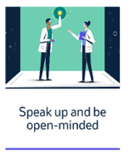 Speak up and be
open-minded